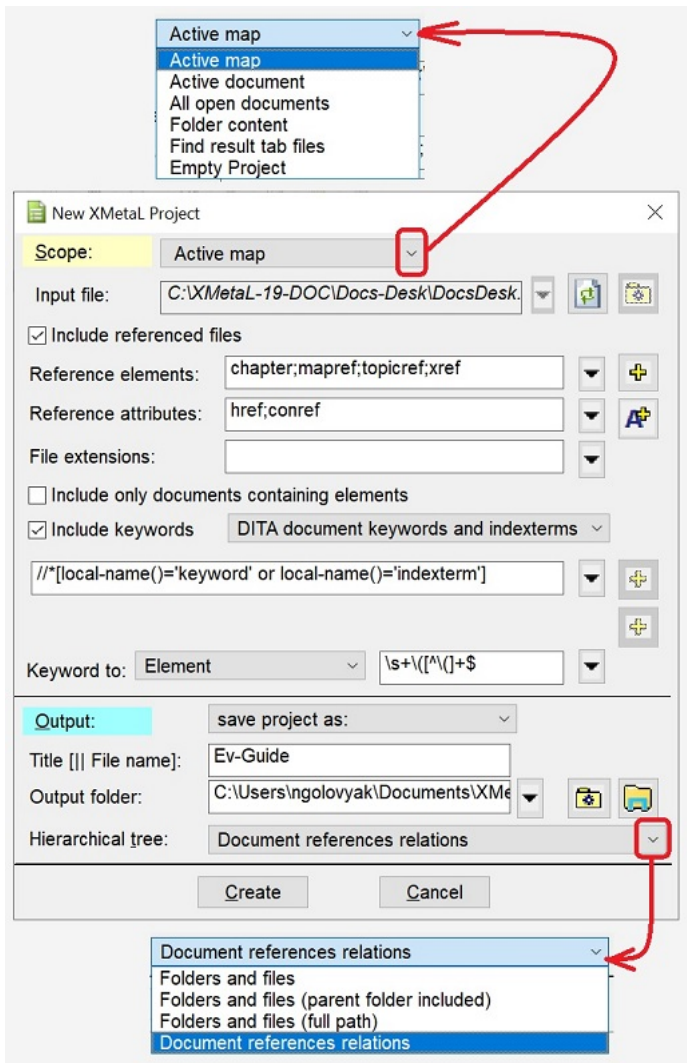 Active map
Active map
Active document
All open documents
Folder content
Find result tab files
Empty Project
New XMetaL Project
Scope: Active map
Input file: C:\XMetaL-19-DOC\Docs-Desk\DocsDesk.
Include referenced files
Reference elements: chapter;mapref;topicref;xref
Reference attributes: href;conref
File extensions:
Include only documents containing elements
Include keywords DITA document keywords and indexterms
//*[local-name()='keyword' or local-name()='indexterm']
Keyword to: Element \s+\([^\(]+$
Output: save project as:
Title [|| File name]: Ev-Guide
Output folder: C:\Users\ngolovyak\Documents\XMe
Hierarchical tree: Document references relations
Create Cancel
Document references relations
Folders and files
Folders and files (parent folder included)
Folders and files (full path)
Document references relations